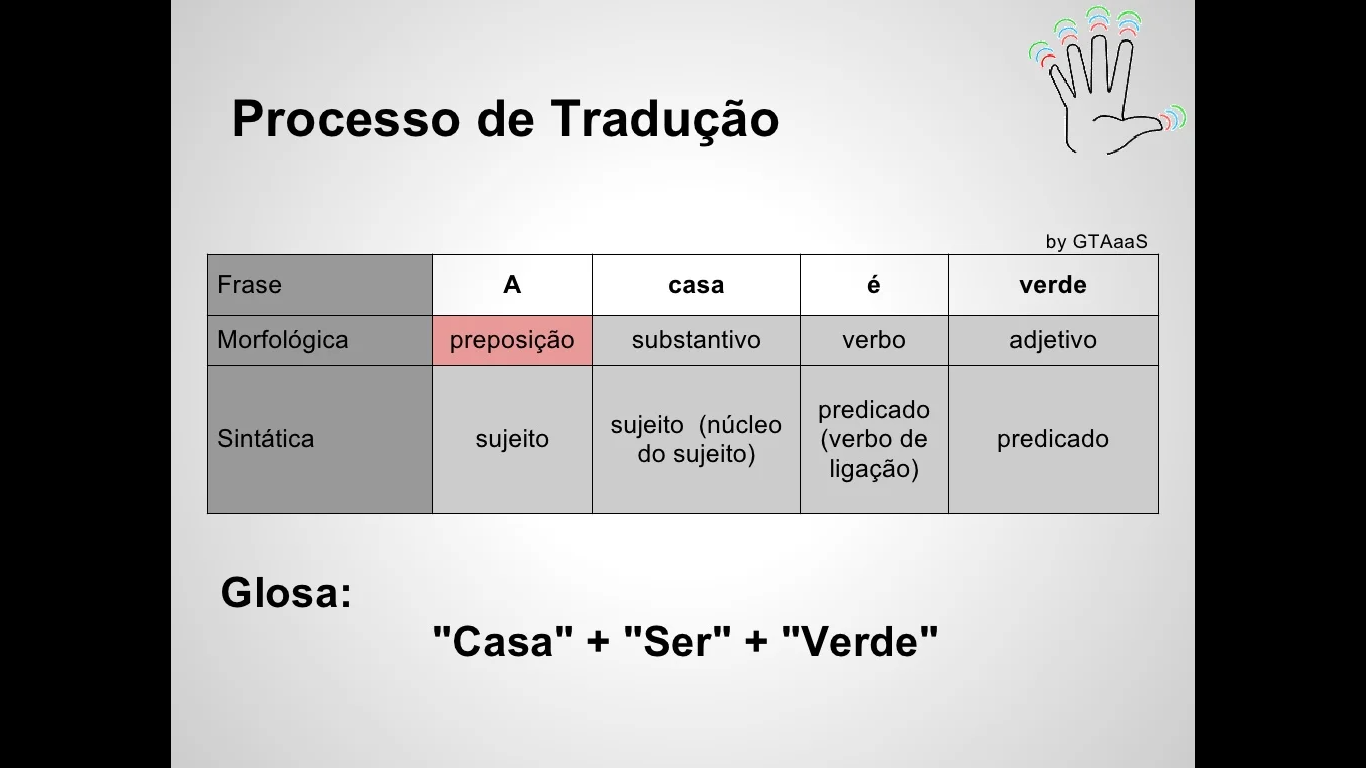 Processo de Tradução
by GTAaaS
Frase A casa é verde
Morfológica preposição substantivo verbo adjetivo
Sintática sujeito sujeito (núcleo do sujeito) predicado (verbo de ligação) predicado
Glosa:
"Casa" + "Ser" + "Verde"